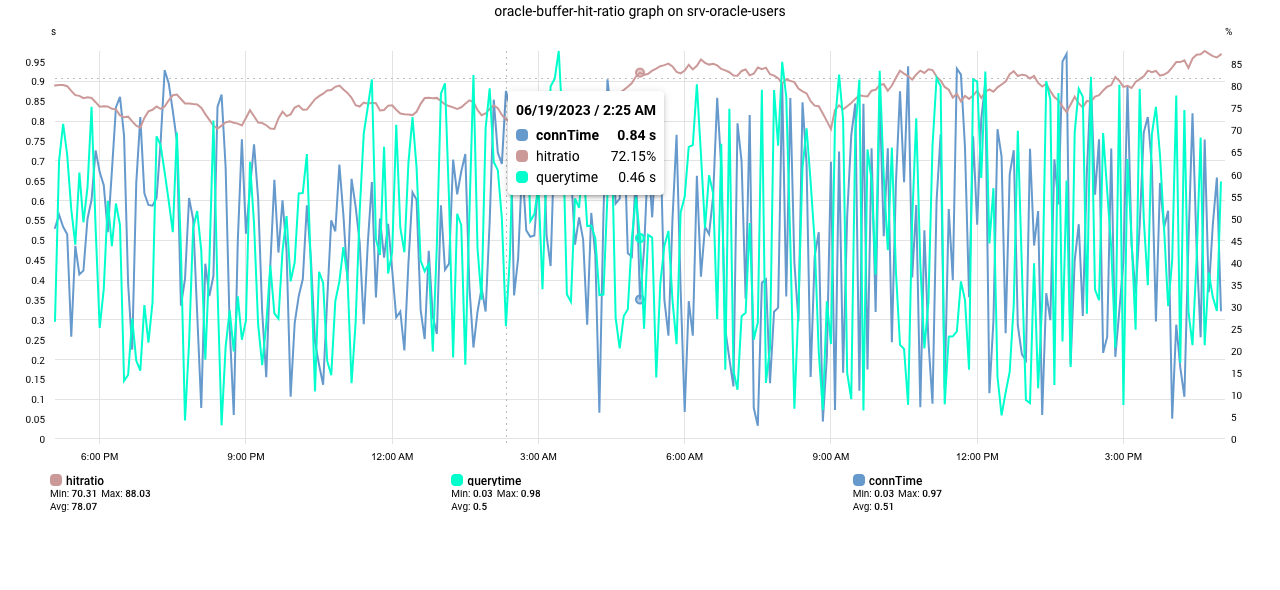 oracle-buffer-hit-ratio graph on srv-oracle-users
s
%
0.95
0.9
0.85
0.8
0.75
0.7
0.65
0.6
0.55
0.5
0.45
0.4
0.35
0.3
0.25
0.2
0.15
0.1
0.05
0
85
80
75
70
65
60
55
50
45
40
35
30
25
20
15
10
5
0
06/19/2023 / 2:25 AM
connTime 0.84 s
hitratio 72.15%
querytime 0.46 s
6:00 PM 9:00 PM 12:00 AM 3:00 AM 6:00 AM 9:00 AM 12:00 PM 3:00 PM
hitratio
Min: 70.31 Max: 88.03
Avg: 78.07
querytime
Min: 0.03 Max: 0.98
Avg: 0.5
connTime
Min: 0.03 Max: 0.97
Avg: 0.51